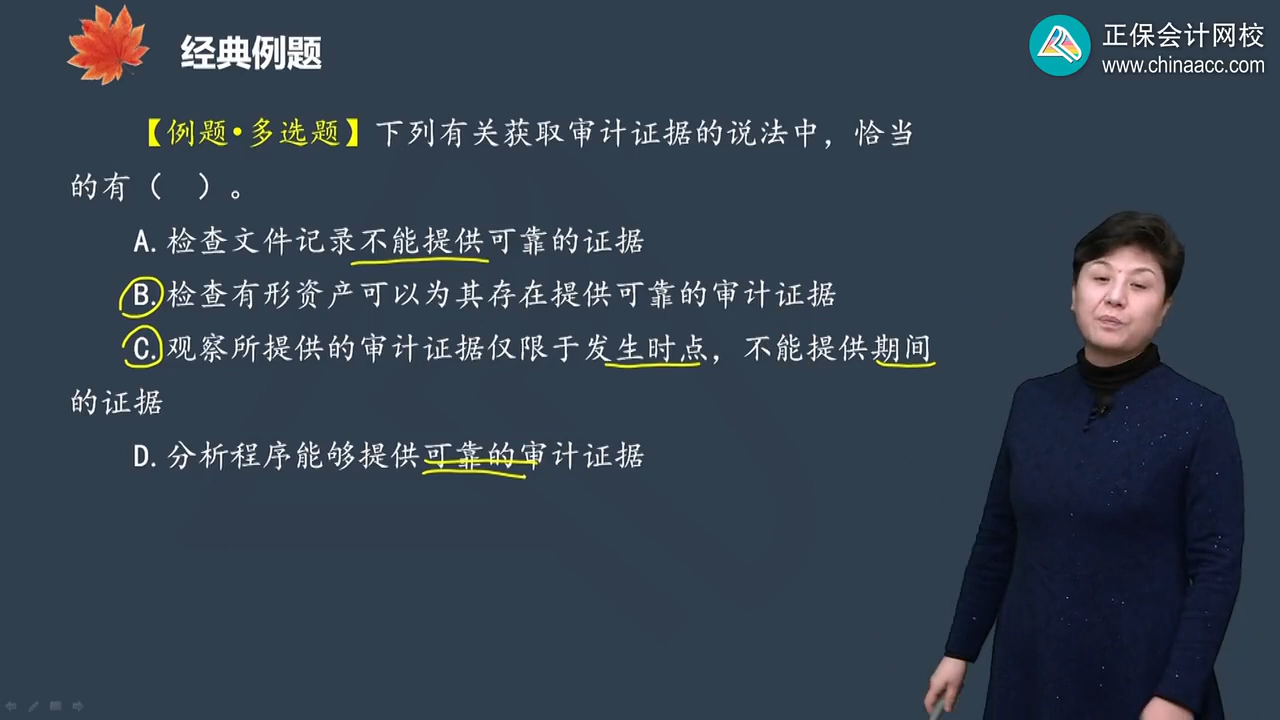 经典例题
正保会计网校
www.chinaacc.com
【例题•多选题】下列有关获取审计证据的说法中，恰当
的有（ ）。
A. 检查文件记录不能提供可靠的证据
B. 检查有形资产可以为其存在提供可靠的审计证据
C. 观察所提供的审计证据仅限于发生时点，不能提供期间
的证据
D. 分析程序能够提供可靠的审计证据